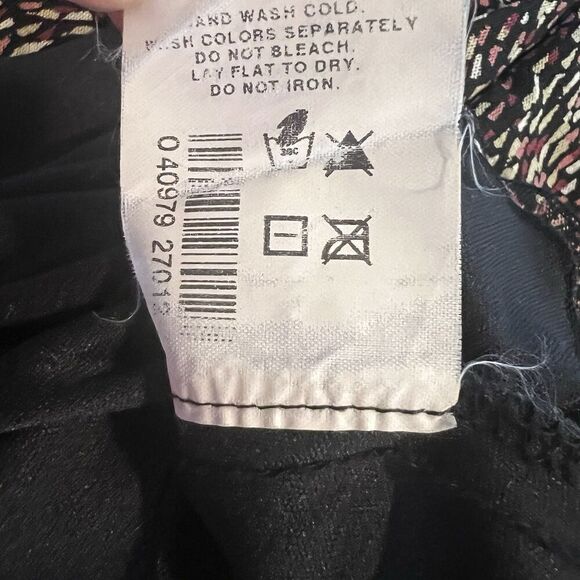 HAND WASH COLD.
WASH COLORS SEPARATELY
DO NOT BLEACH.
LAY FLAT TO DRY.
DO NOT IRON.
30C
0 40979 2701